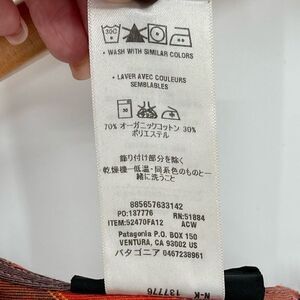 30C
• WASH WITH SIMILAR COLORS
• LAVER AVEC COULEURS
SEMBLABLES
70% オーガニックコットン 30%
ポリエステル
飾り付け部分を除く
乾燥機一低温・同系色のものと一
緒に洗うこと
885657633142
PO:137776 RN:51884
ITEM:52470FA12 ACW
Patagonia P.O. BOX 150
VENTURA, CA 93002 US
パタゴニア 0467238961
N-K 137776